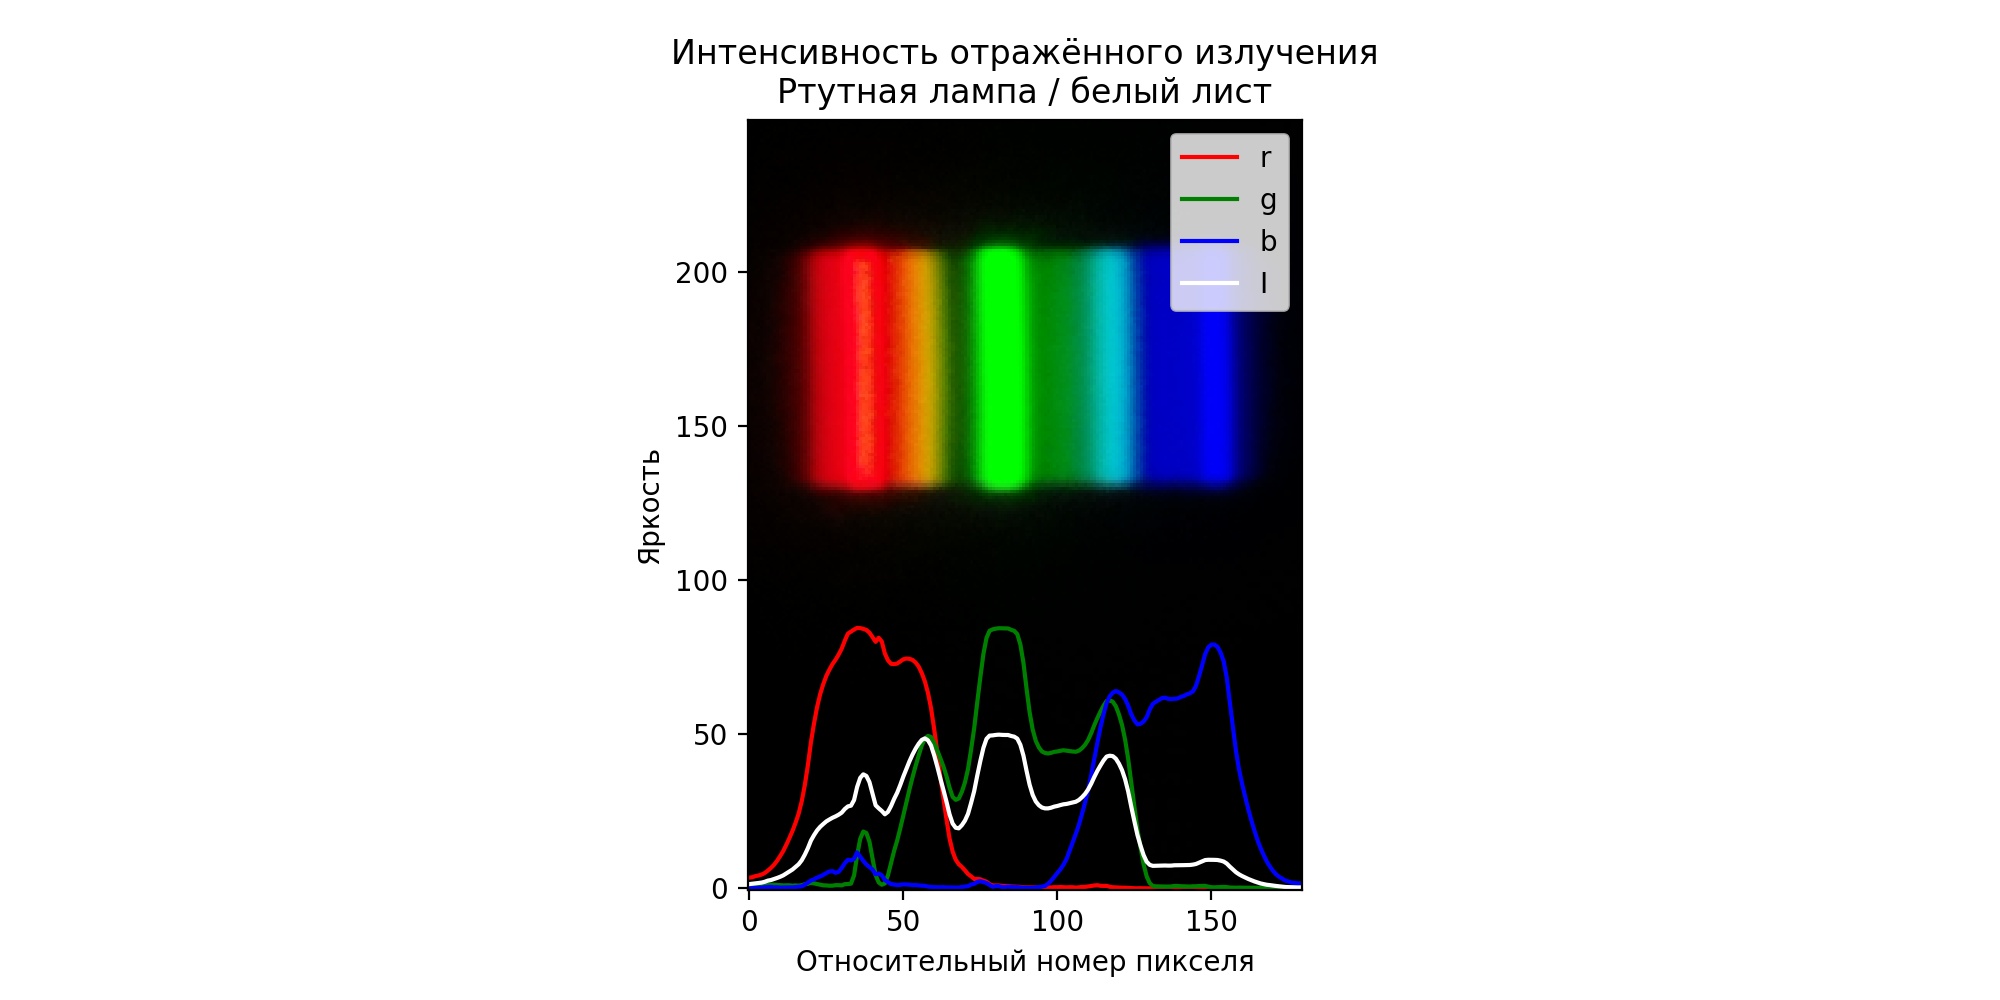 Интенсивность отражённого излучения
Ртутная лампа / белый лист
r
g
b
l
200
150
100
50
0
Яркость
0 50 100 150
Относительный номер пикселя